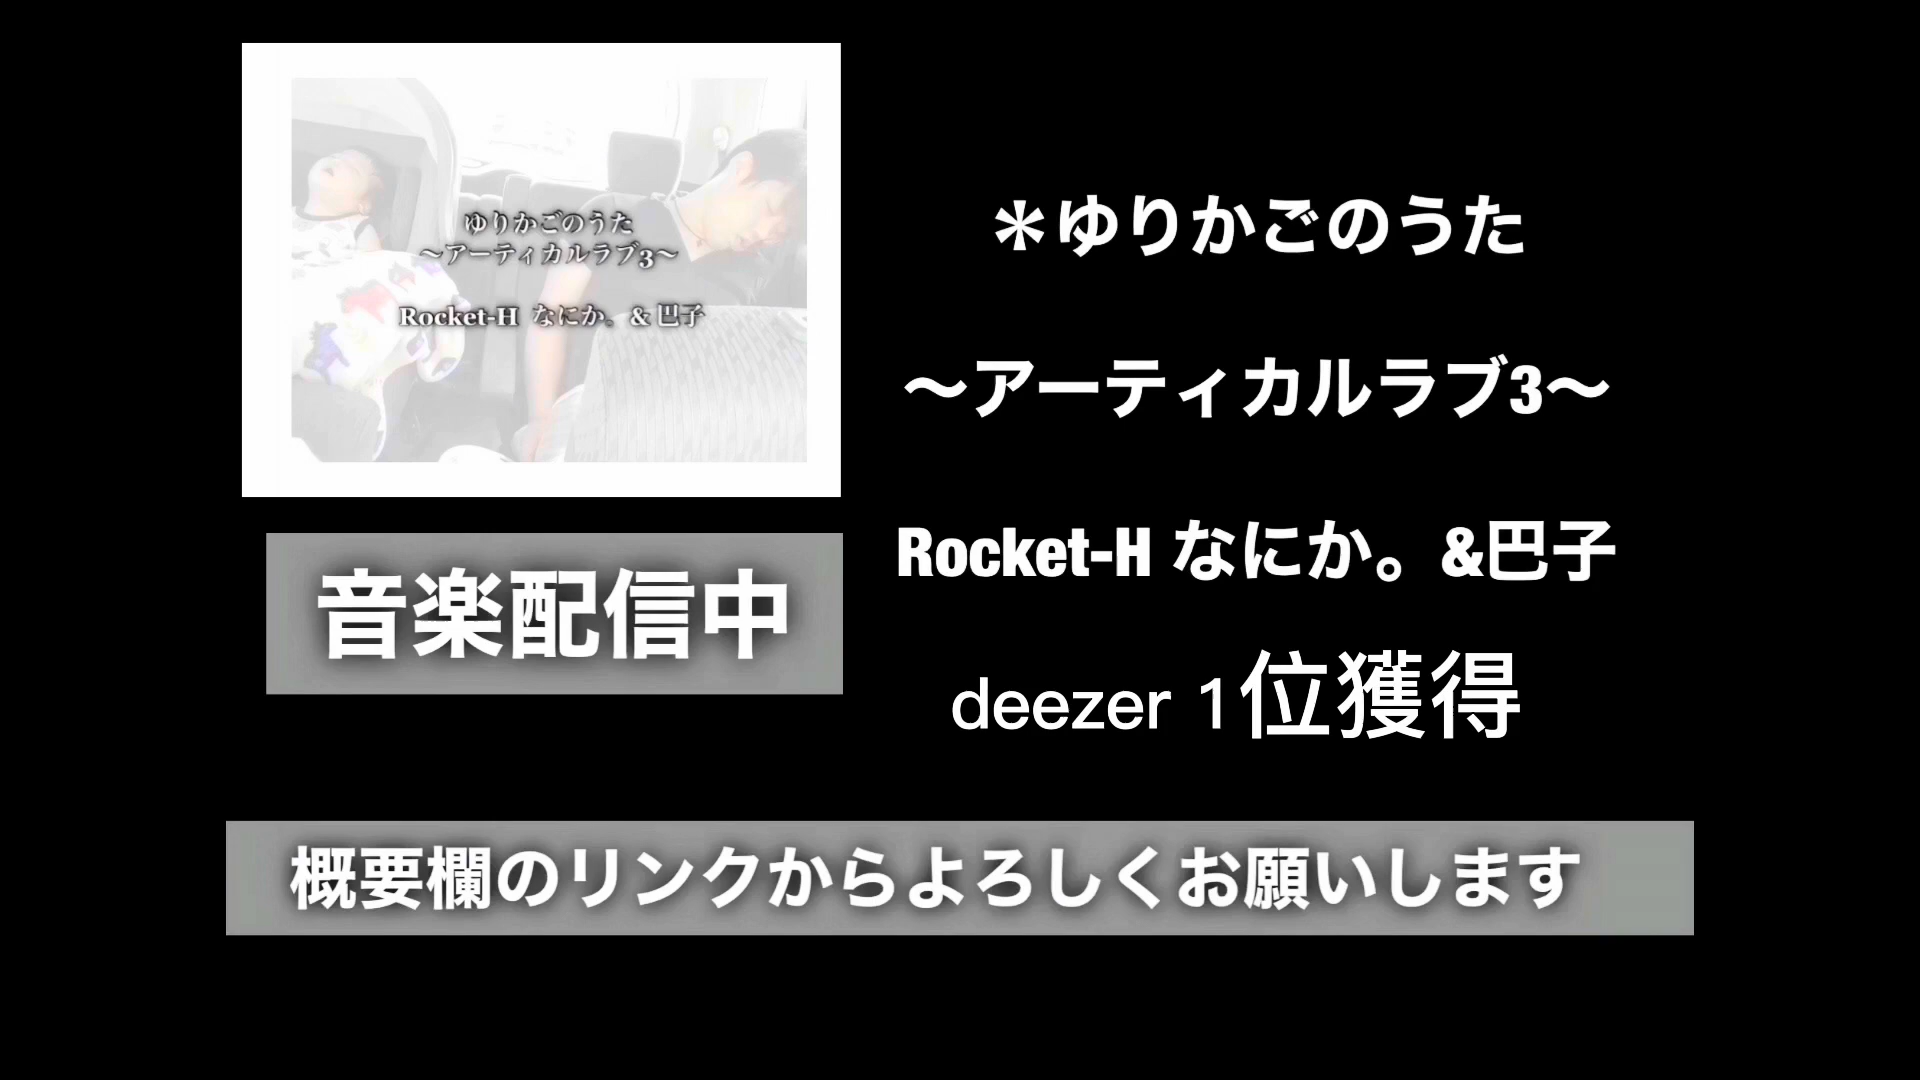 ゆりかごのうた
〜アーティカルラブ3〜
Rocket-H なにか。& 巴子
音楽配信中
＊ゆりかごのうた
〜アーティカルラブ3〜
Rocket-H なにか。&巴子
deezer 1位獲得
概要欄のリンクからよろしくお願いします